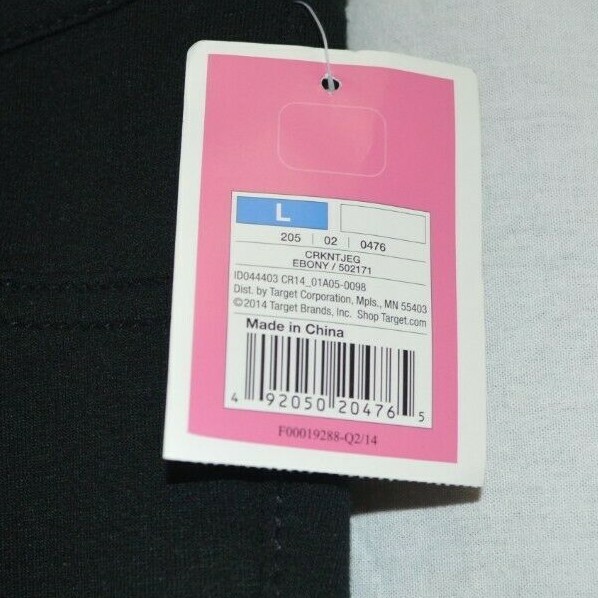 L
205 | 02 | 0476
CRKNTJEG
EBONY / 502171
ID044403 CR14_01A05-0098
Dist. by Target Corporation, Mpls., MN 55403
©2014 Target Brands, Inc. Shop Target.com
Made in China
4 92050 20476 5
F00019288-Q2/14